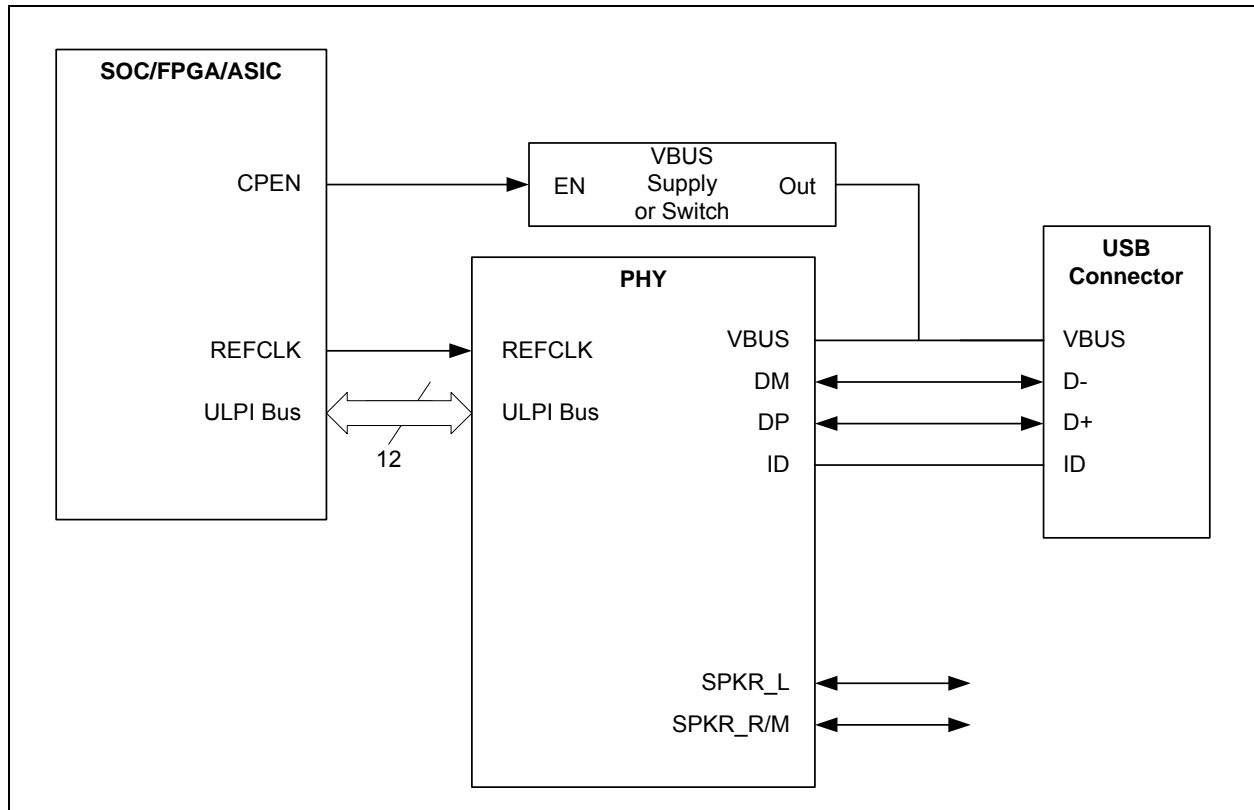 SOC/FPGA/ASIC
CPEN
REFCLK
ULPI Bus
12
VBUS
Supply
or Switch
EN
Out
PHY
REFCLK
ULPI Bus
VBUS
DM
DP
ID
SPKR_L
SPKR_R/M
USB
Connector
VBUS
D-
D+
ID